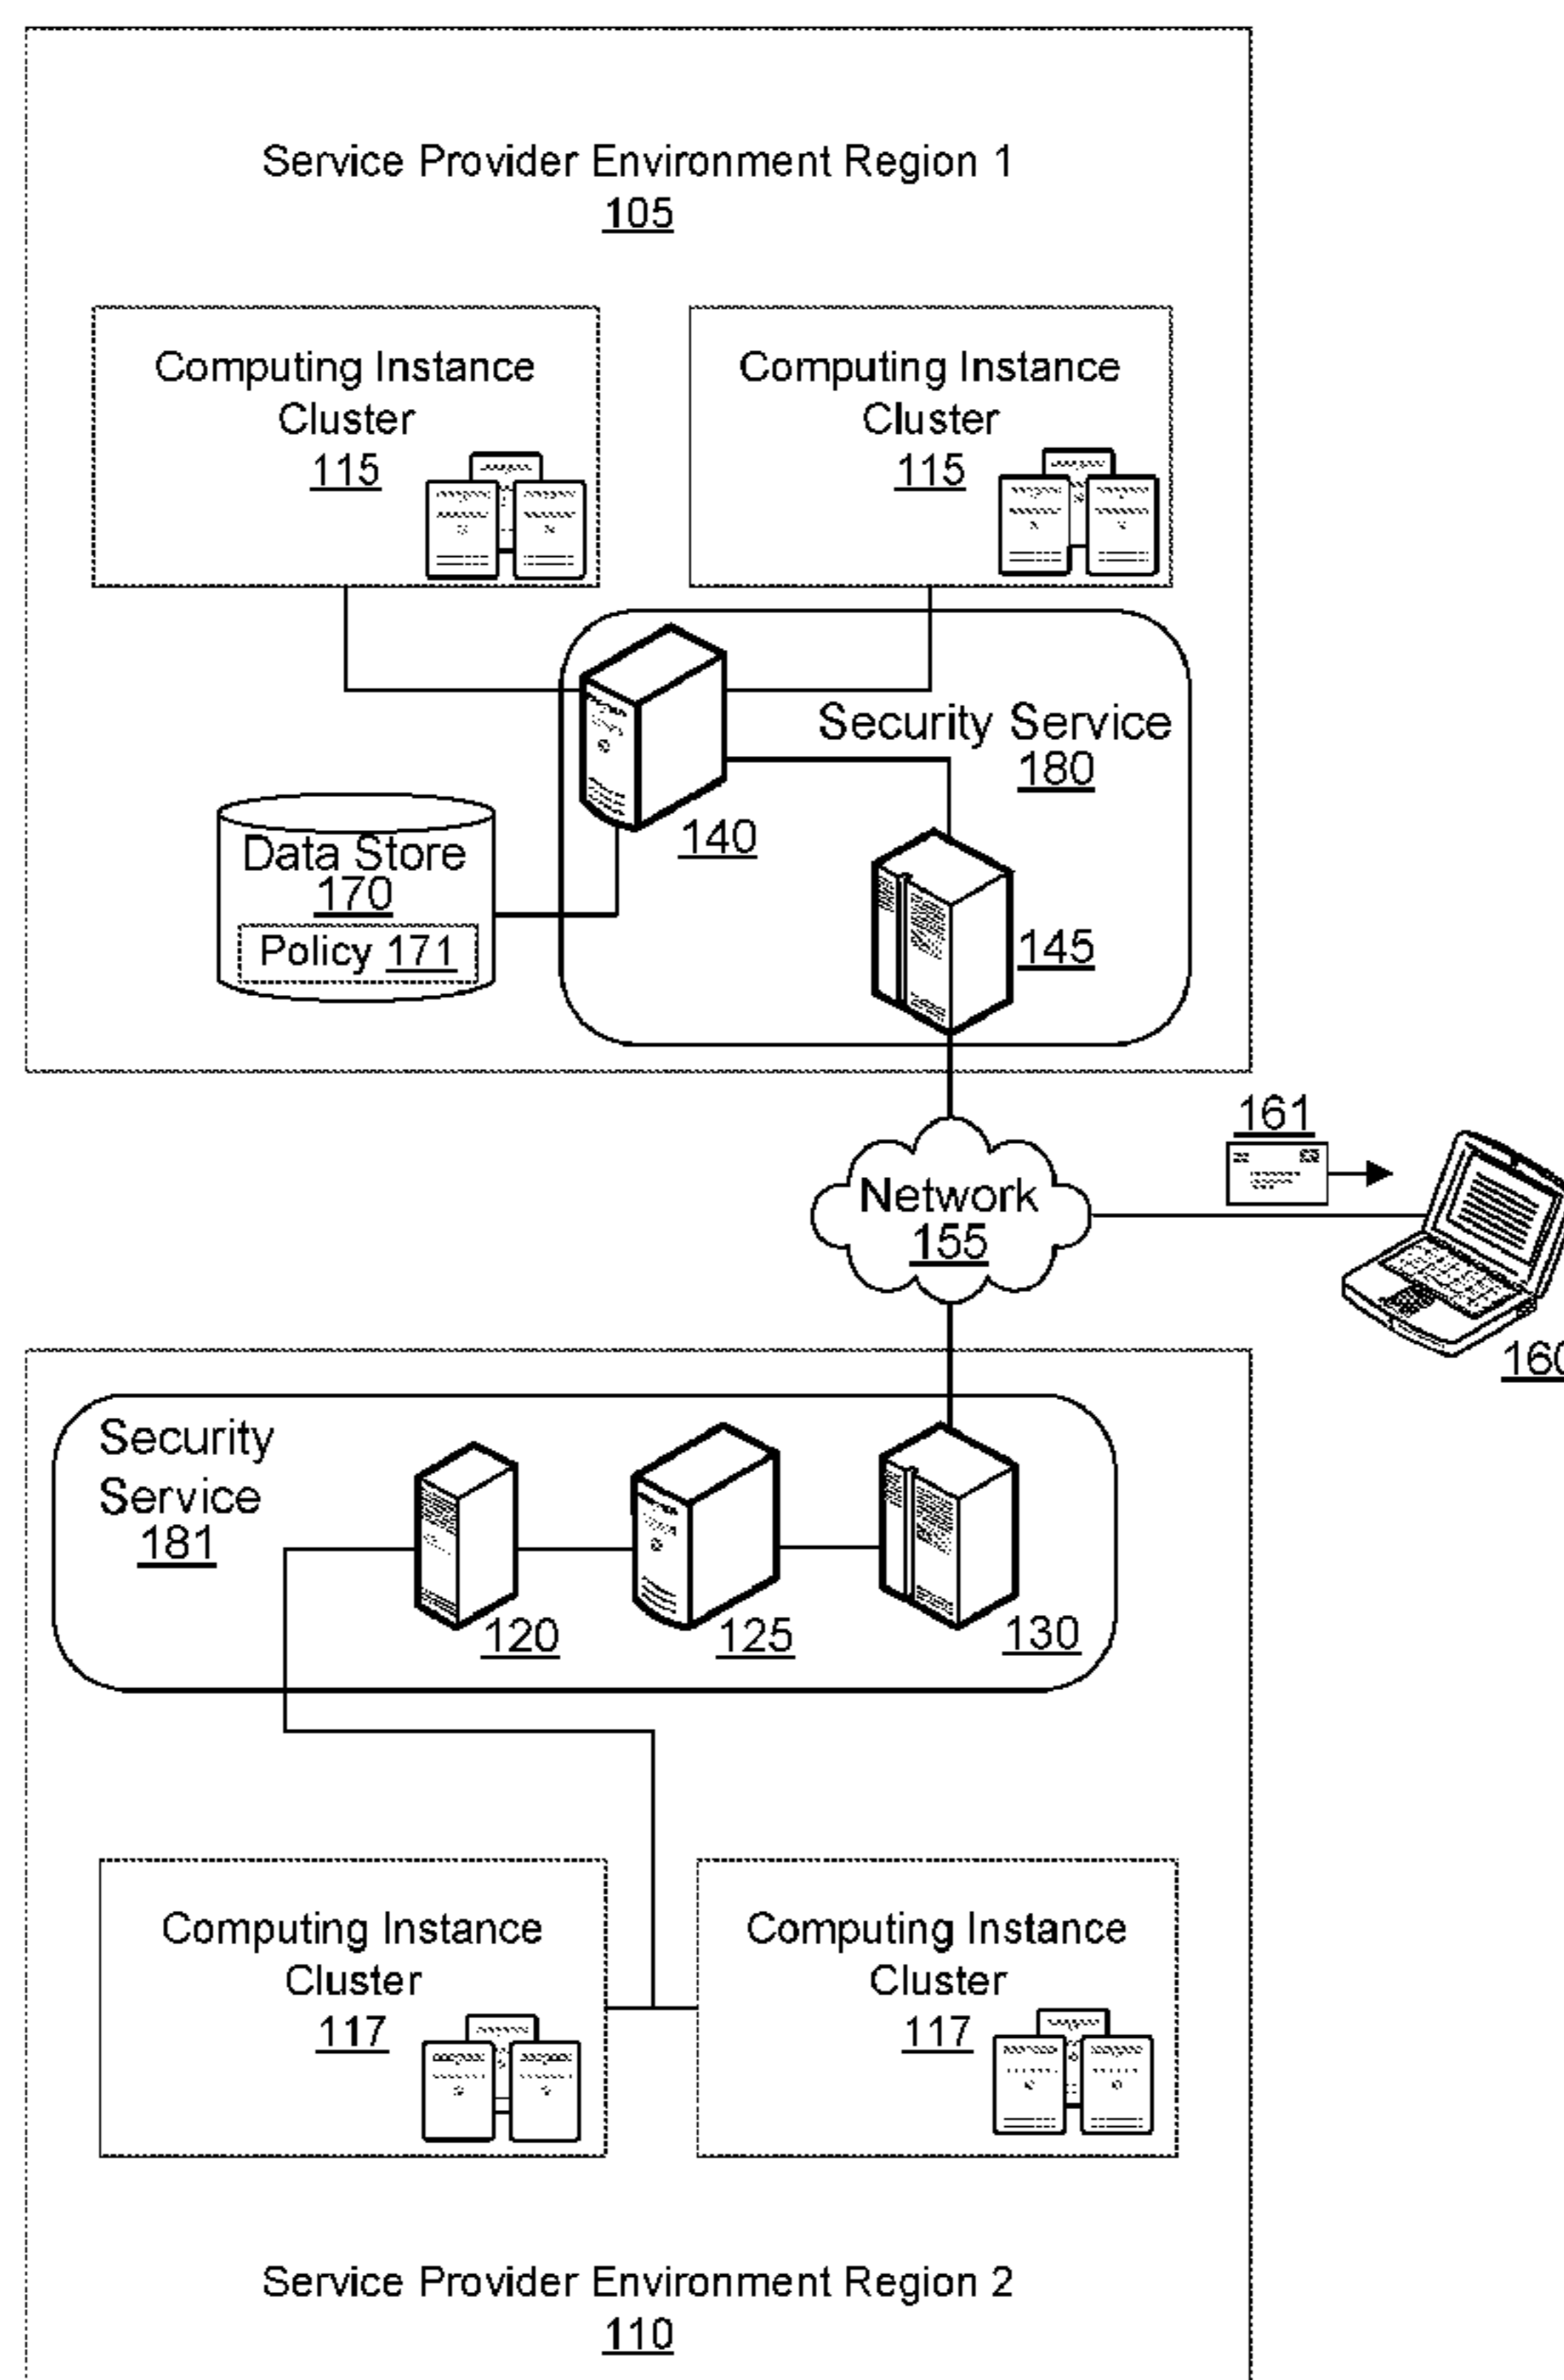 Service Provider Environment Region 1
105
Computing Instance
Cluster
115
Computing Instance
Cluster
115
Security Service
180
140
Data Store
170
Policy 171
145
161
Network
155
160
Security
Service
181
120
125
130
Computing Instance
Cluster
117
Computing Instance
Cluster
117
Service Provider Environment Region 2
110